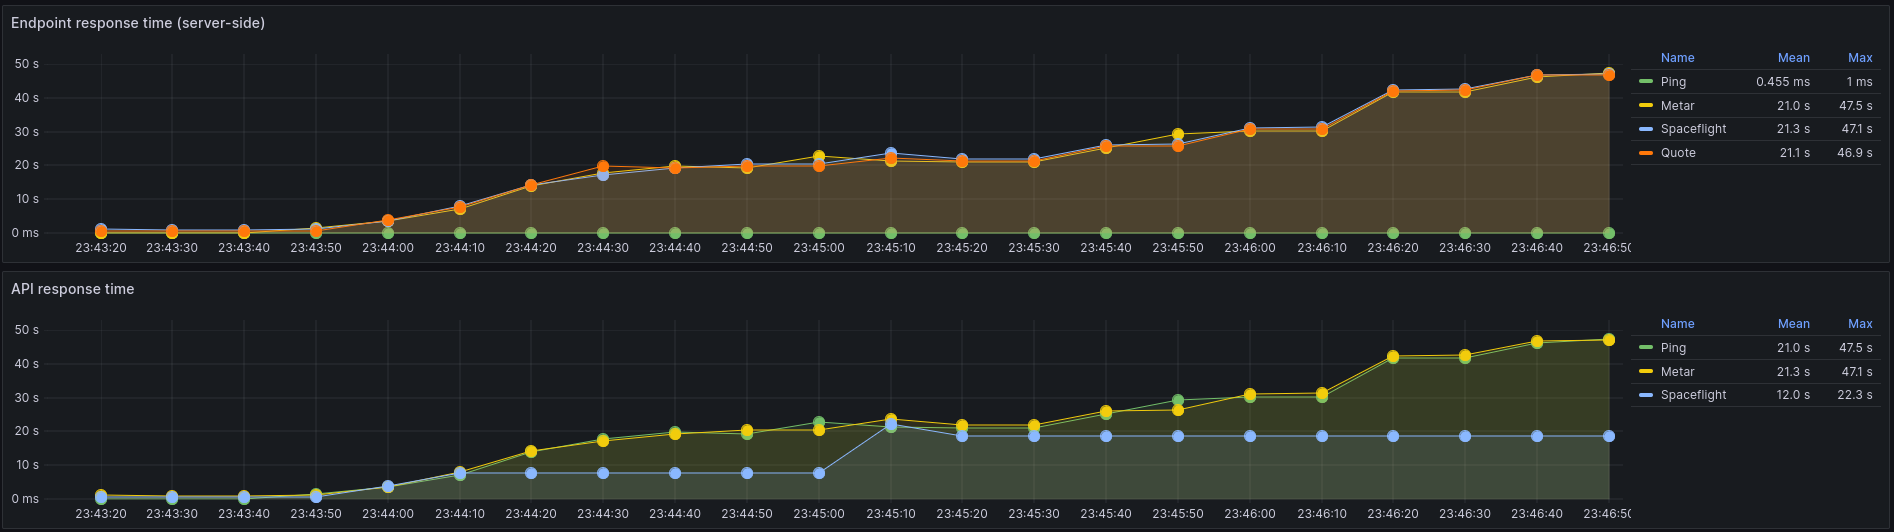 Endpoint response time (server-side)
50 s
40 s
30 s
20 s
10 s
0 ms
23:43:20 23:43:30 23:43:40 23:43:50 23:44:00 23:44:10 23:44:20 23:44:30 23:44:40 23:44:50 23:45:00 23:45:10 23:45:20 23:45:30 23:45:40 23:45:50 23:46:00 23:46:10 23:46:20 23:46:30 23:46:40 23:46:50
Name Mean Max
Ping 0.455 ms 1 ms
Metar 21.0 s 47.5 s
Spaceflight 21.3 s 47.1 s
Quote 21.1 s 46.9 s
API response time
50 s
40 s
30 s
20 s
10 s
0 ms
23:43:20 23:43:30 23:43:40 23:43:50 23:44:00 23:44:10 23:44:20 23:44:30 23:44:40 23:44:50 23:45:00 23:45:10 23:45:20 23:45:30 23:45:40 23:45:50 23:46:00 23:46:10 23:46:20 23:46:30 23:46:40 23:46:50
Name Mean Max
Ping 21.0 s 47.5 s
Metar 21.3 s 47.1 s
Spaceflight 12.0 s 22.3 s